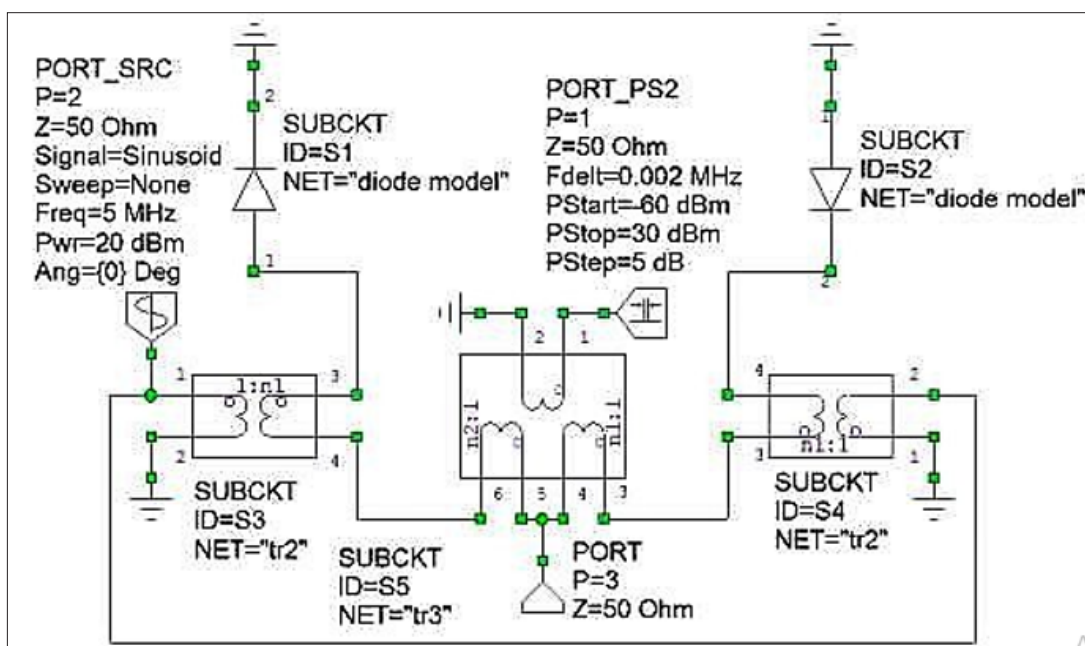 PORT_SRC
P=2
Z=50 Ohm
Signal=Sinusoid
Sweep=None
Freq=5 MHz
Pwr=20 dBm
Ang={0} Deg
2
SUBCKT
ID=S1
NET="diode model"
1
PORT_PS2
P=1
Z=50 Ohm
Fdelt=0.002 MHz
PStart=-60 dBm
PStop=30 dBm
PStep=5 dB
1
SUBCKT
ID=S2
NET="diode model"
2
1
1:n1
3
2
4
SUBCKT
ID=S3
NET="tr2"
2
1
n2:1
n1:1
6
5
4
3
SUBCKT
ID=S5
NET="tr3"
PORT
P=3
Z=50 Ohm
4
2
n1:1
3
1
SUBCKT
ID=S4
NET="tr2"